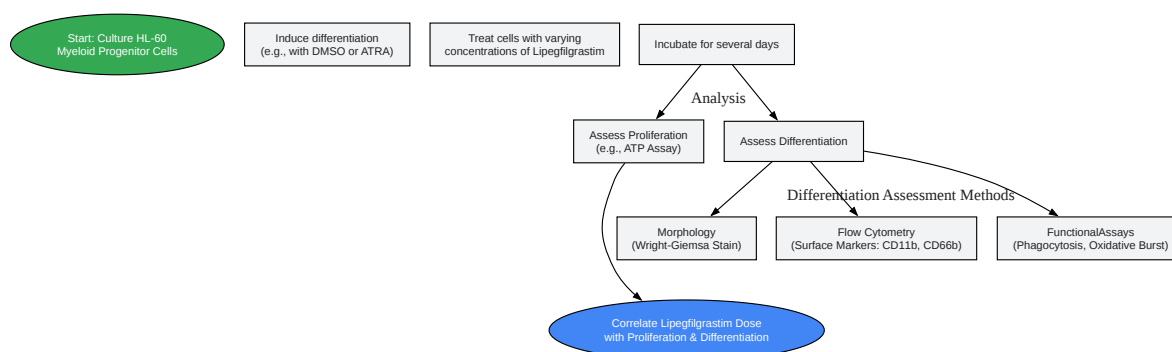 Start: Culture HL-60
Myeloid Progenitor Cells
Induce differentiation
(e.g., with DMSO or ATRA)
Treat cells with varying
concentrations of Lipegfilgrastim
Incubate for several days
Analysis
Assess Proliferation
(e.g., ATP Assay)
Assess Differentiation
Differentiation Assessment Methods
Morphology
(Wright-Giemsa Stain)
Flow Cytometry
(Surface Markers: CD11b, CD66b)
FunctionalAssays
(Phagocytosis, Oxidative Burst)
Correlate Lipegfilgrastim Dose
with Proliferation & Differentiation